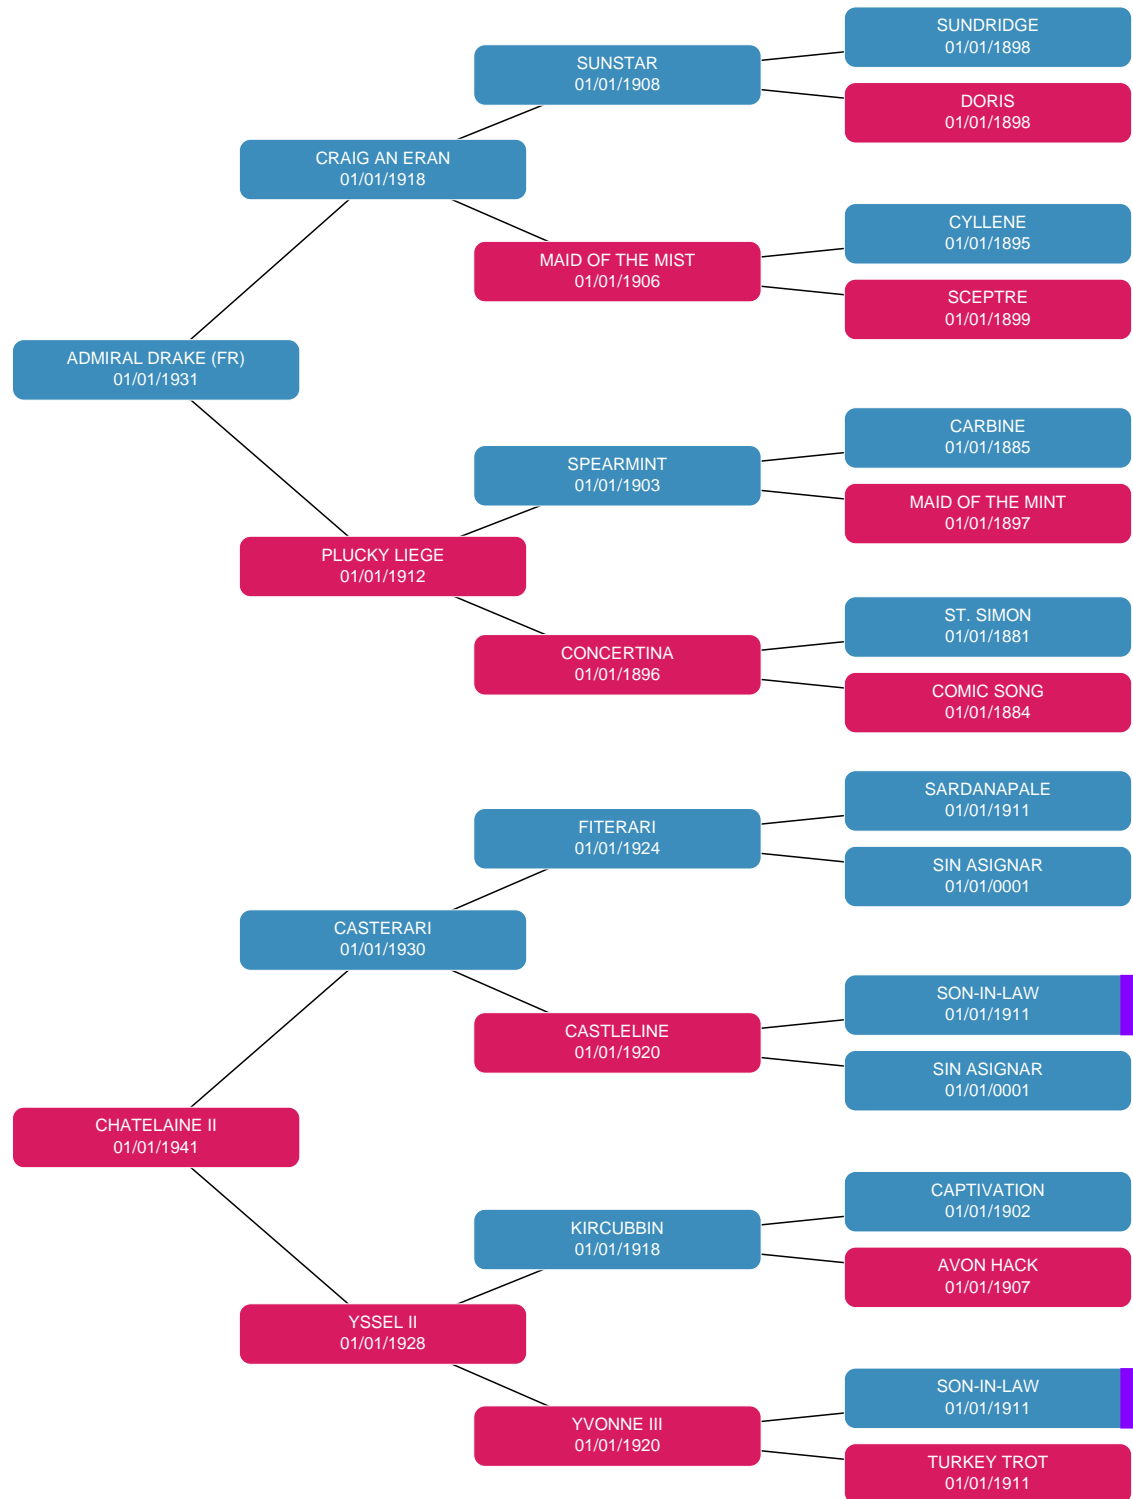 SUNDRIDGE
01/01/1898
SUNSTAR
01/01/1908
DORIS
01/01/1898
CRAIG AN ERAN
01/01/1918
CYLLENE
01/01/1895
MAID OF THE MIST
01/01/1906
SCEPTRE
01/01/1899
ADMIRAL DRAKE (FR)
01/01/1931
CARBINE
01/01/1885
SPEARMINT
01/01/1903
MAID OF THE MINT
01/01/1897
PLUCKY LIEGE
01/01/1912
ST. SIMON
01/01/1881
CONCERTINA
01/01/1896
COMIC SONG
01/01/1884
SARDANAPALE
01/01/1911
FITERARI
01/01/1924
SIN ASIGNAR
01/01/0001
CASTERARI
01/01/1930
SON-IN-LAW
01/01/1911
CASTLELINE
01/01/1920
SIN ASIGNAR
01/01/0001
CHATELAINE II
01/01/1941
CAPTIVATION
01/01/1902
KIRCUBBIN
01/01/1918
AVON HACK
01/01/1907
YSSEL II
01/01/1928
SON-IN-LAW
01/01/1911
YVONNE III
01/01/1920
TURKEY TROT
01/01/1911